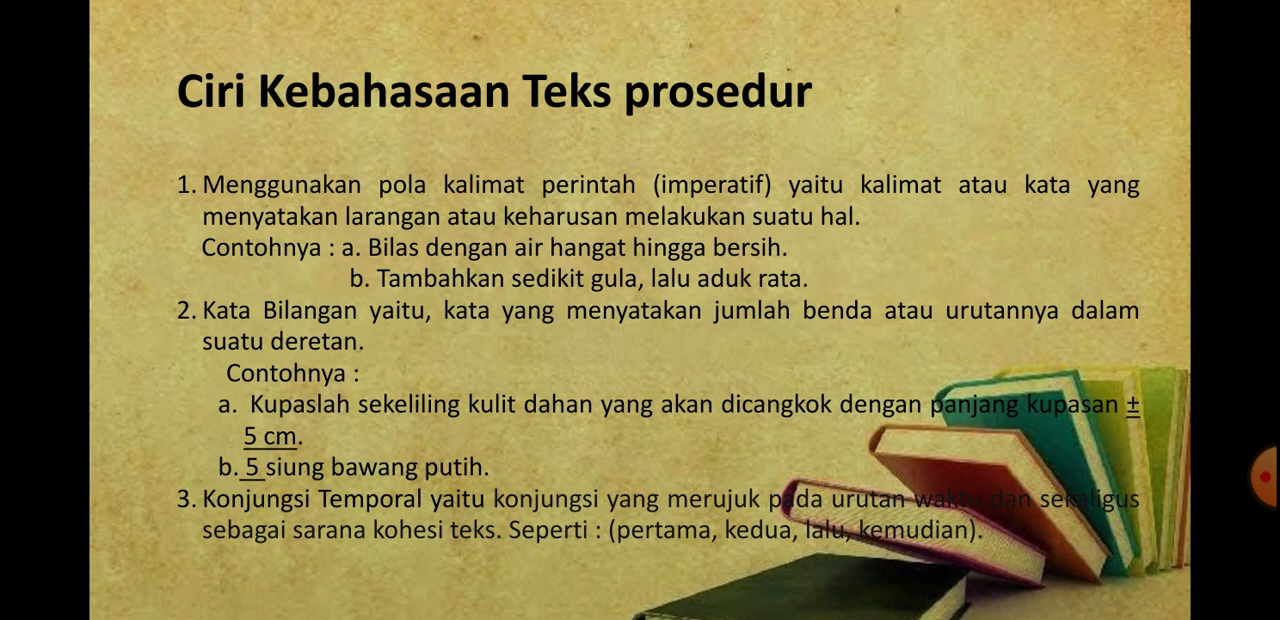 Ciri Kebahasaan Teks prosedur
1. Menggunakan pola kalimat perintah (imperatif) yaitu kalimat atau kata yang
menyatakan larangan atau keharusan melakukan suatu hal.
Contohnya : a. Bilas dengan air hangat hingga bersih.
b. Tambahkan sedikit gula, lalu aduk rata.
2. Kata Bilangan yaitu, kata yang menyatakan jumlah benda atau urutannya dalam
suatu deretan.
Contohnya :
a. Kupaslah sekeliling kulit dahan yang akan dicangkok dengan panjang kupasan ±
5 cm.
b. 5 siung bawang putih.
3. Konjungsi Temporal yaitu konjungsi yang merujuk pada urutan waktu dan sekaligus
sebagai sarana kohesi teks. Seperti : (pertama, kedua, lalu, kemudian).